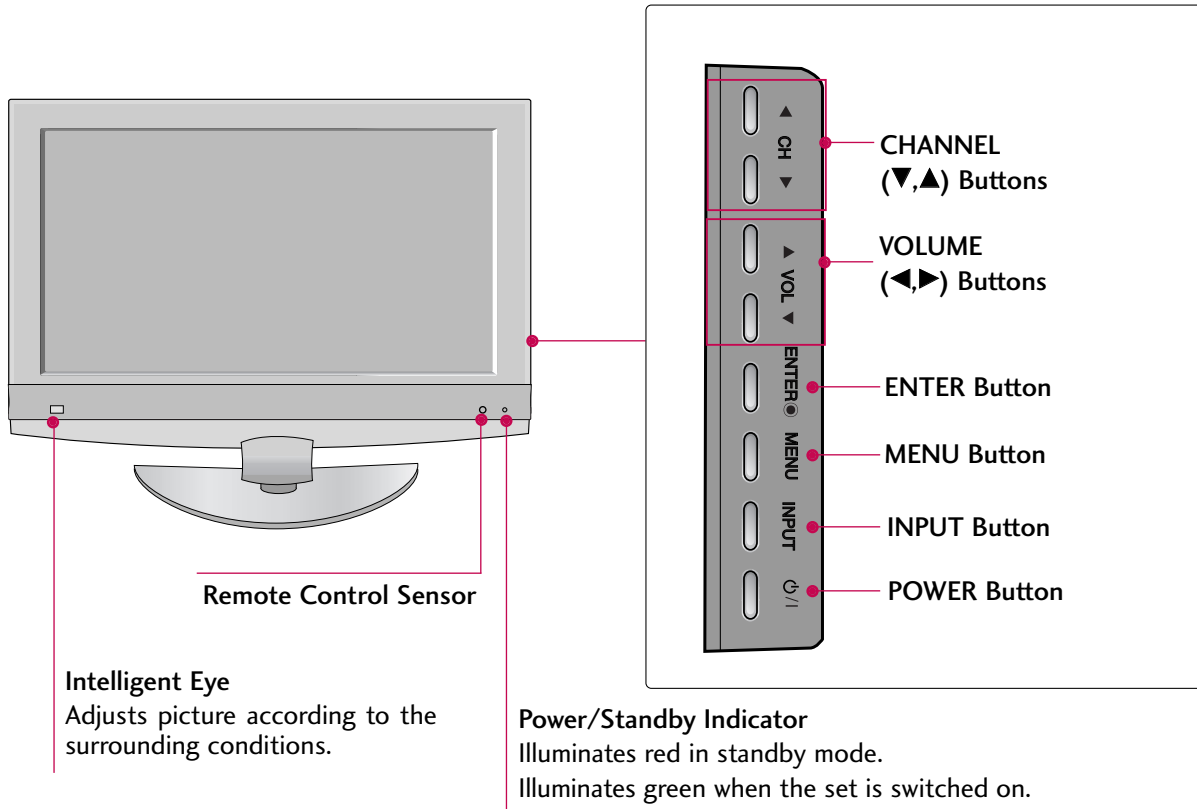 CH
VOL
ENTER
MENU
INPUT
⏻/I
CHANNEL
(▼,▲) Buttons
VOLUME
(◀,▶) Buttons
ENTER Button
MENU Button
INPUT Button
POWER Button
Remote Control Sensor
Intelligent Eye
Adjusts picture according to the
surrounding conditions.
Power/Standby Indicator
Illuminates red in standby mode.
Illuminates green when the set is switched on.